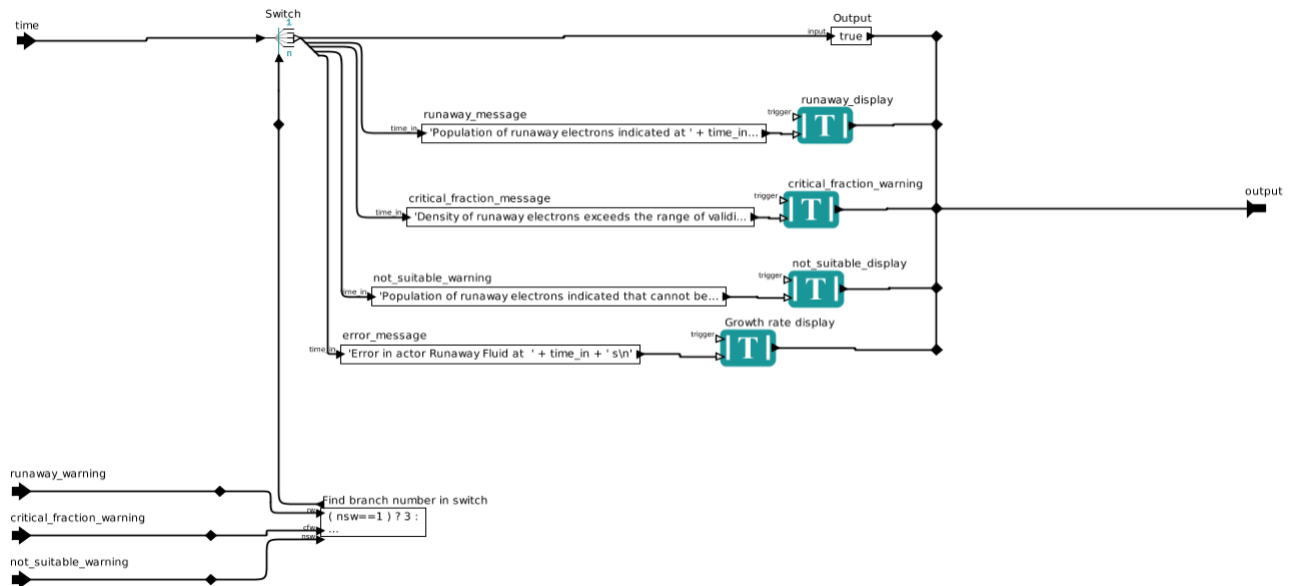 Switch
1
n
time
Output
input
true
runaway_display
trigger
T
runaway_message
time_in
'Population of runaway electrons indicated at ' + time_in...
critical_fraction_warning
trigger
T
critical_fraction_message
time_in
'Density of runaway electrons exceeds the range of validi...
output
not_suitable_display
trigger
T
not_suitable_warning
time_in
'Population of runaway electrons indicated that cannot be...
Growth rate display
trigger
T
error_message
time_in
'Error in actor Runaway Fluid at  ' + time_in + ' s\n'
runaway_warning
Find branch number in switch
rw
( nsw==1 ) ? 3 :
critical_fraction_warning
cfw
...
nsw
not_suitable_warning